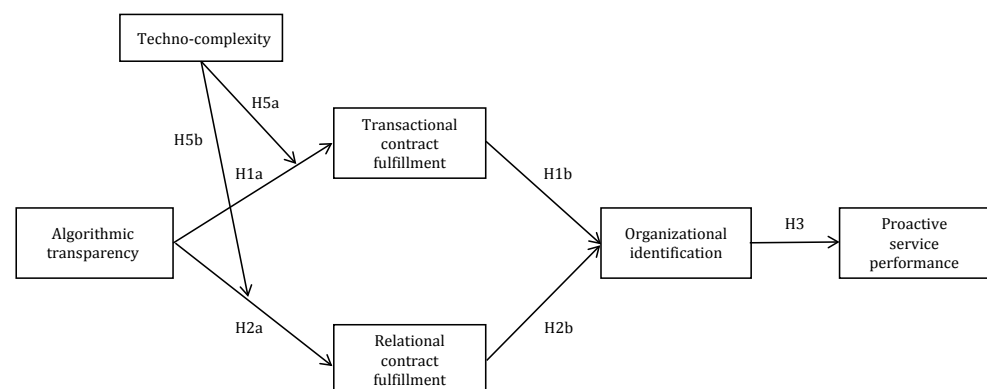 Techno-complexity
H5a
Transactional
contract
fulfillment
H5b
H1a
H1b
Algorithmic
transparency
Organizational
identification
H3
Proactive
service
performance
H2a
H2b
Relational
contract
fulfillment